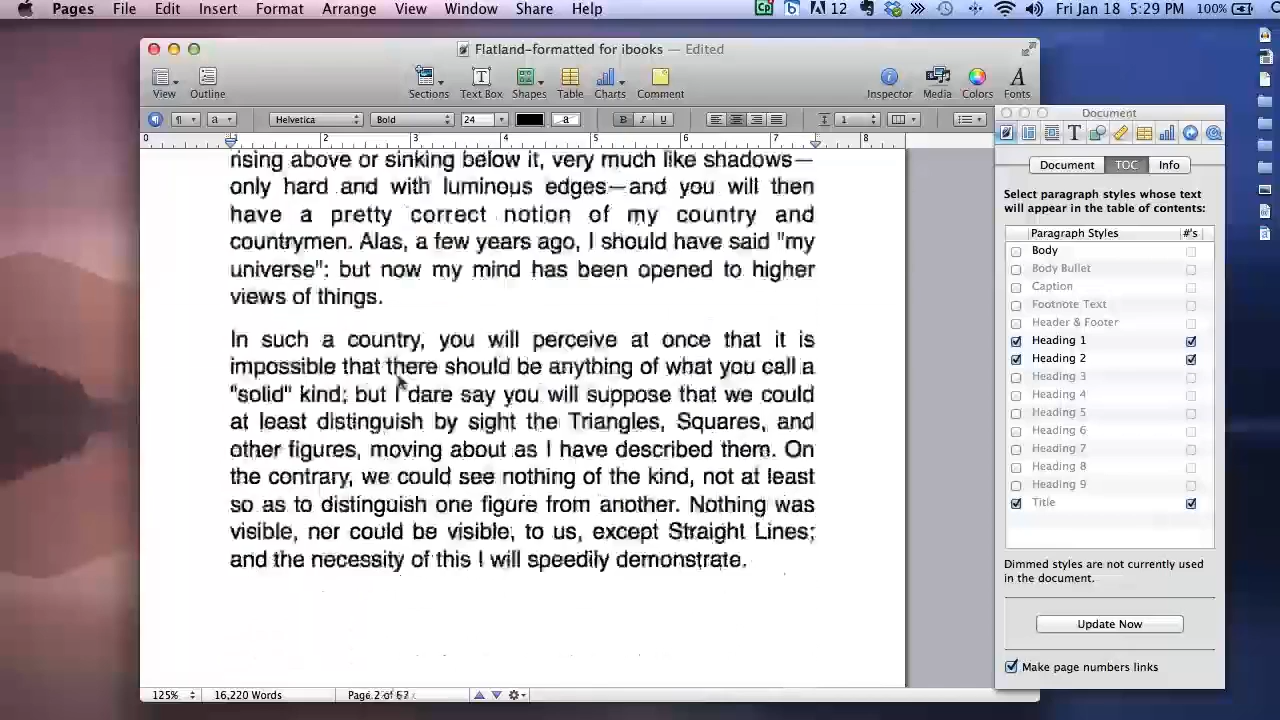 Pages File Edit Insert Format Arrange View Window Share Help 12 Fri Jan 18 5:29 PM 100%
Flatland-formatted for ibooks — Edited
View Outline Sections Text Box Shapes Table Charts Comment Inspector Media Colors Fonts
¶ a Bold 24 a B I U 1
0 2 3 4 5 6 7 8
rising above or sinking below it, very much like shadows—
only hard and with luminous edges—and you will then
have a pretty correct notion of my country and
countrymen. Alas, a few years ago, I should have said "my
universe": but now my mind has been opened to higher
views of things.
In such a country, you will perceive at once that it is
impossible that there should be anything of what you call a
"solid" kind; but I dare say you will suppose that we could
at least distinguish by sight the Triangles, Squares, and
other figures, moving about as I have described them. On
the contrary, we could see nothing of the kind, not at least
so as to distinguish one figure from another. Nothing was
visible, nor could be visible, to us, except Straight Lines;
and the necessity of this I will speedily demonstrate.
125% 16,220 Words Page 2 of 67
Document
T
Document TOC Info
Select paragraph styles whose text
will appear in the table of contents:
Paragraph Styles #'s
Body
Body Bullet
Caption
Footnote Text
Header & Footer
Heading 1
Heading 2
Heading 3
Heading 4
Heading 5
Heading 6
Heading 7
Heading 8
Heading 9
Title
Dimmed styles are not currently used
in the document.
Update Now
Make page numbers links